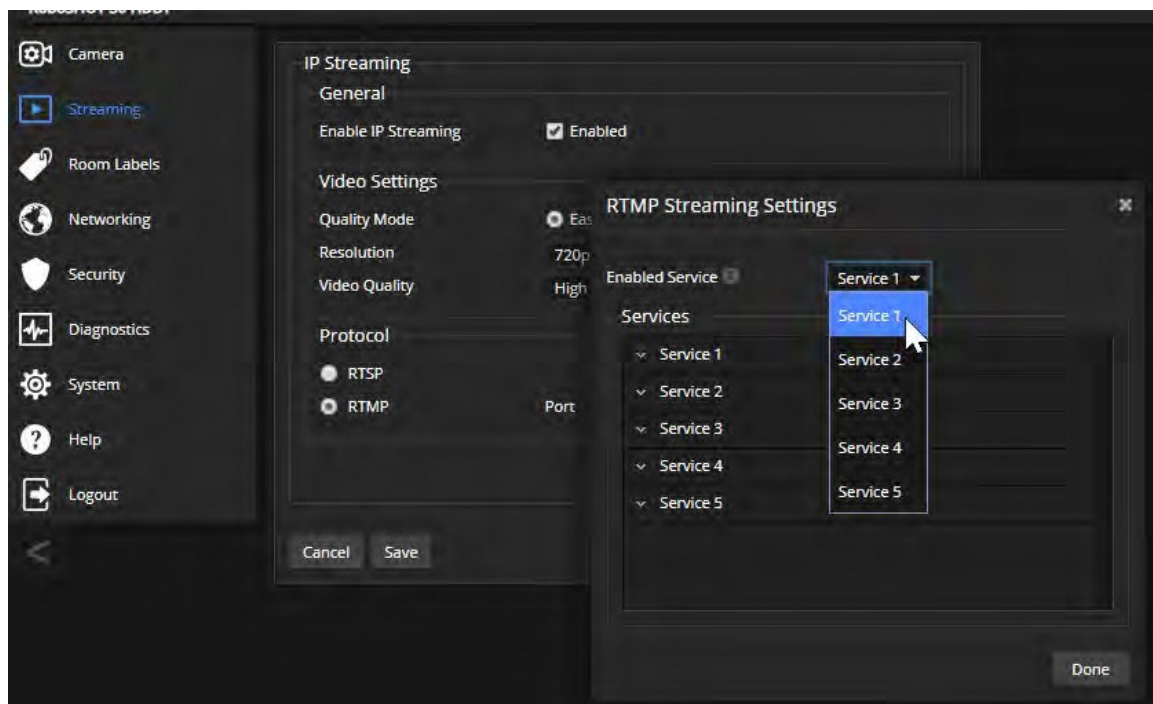 Camera
Streaming
Room Labels
Networking
Security
Diagnostics
System
Help
Logout
IP Streaming
General
Enable IP Streaming
Enabled
Video Settings
Quality Mode
Resolution
720p
Video Quality
High
Protocol
RTSP
RTMP
Port
Cancel
Save
RTMP Streaming Settings
Enabled Service
Service 1
Services
Service 1
Service 2
Service 3
Service 4
Service 5
Service 1
Service 2
Service 3
Service 4
Service 5
Done